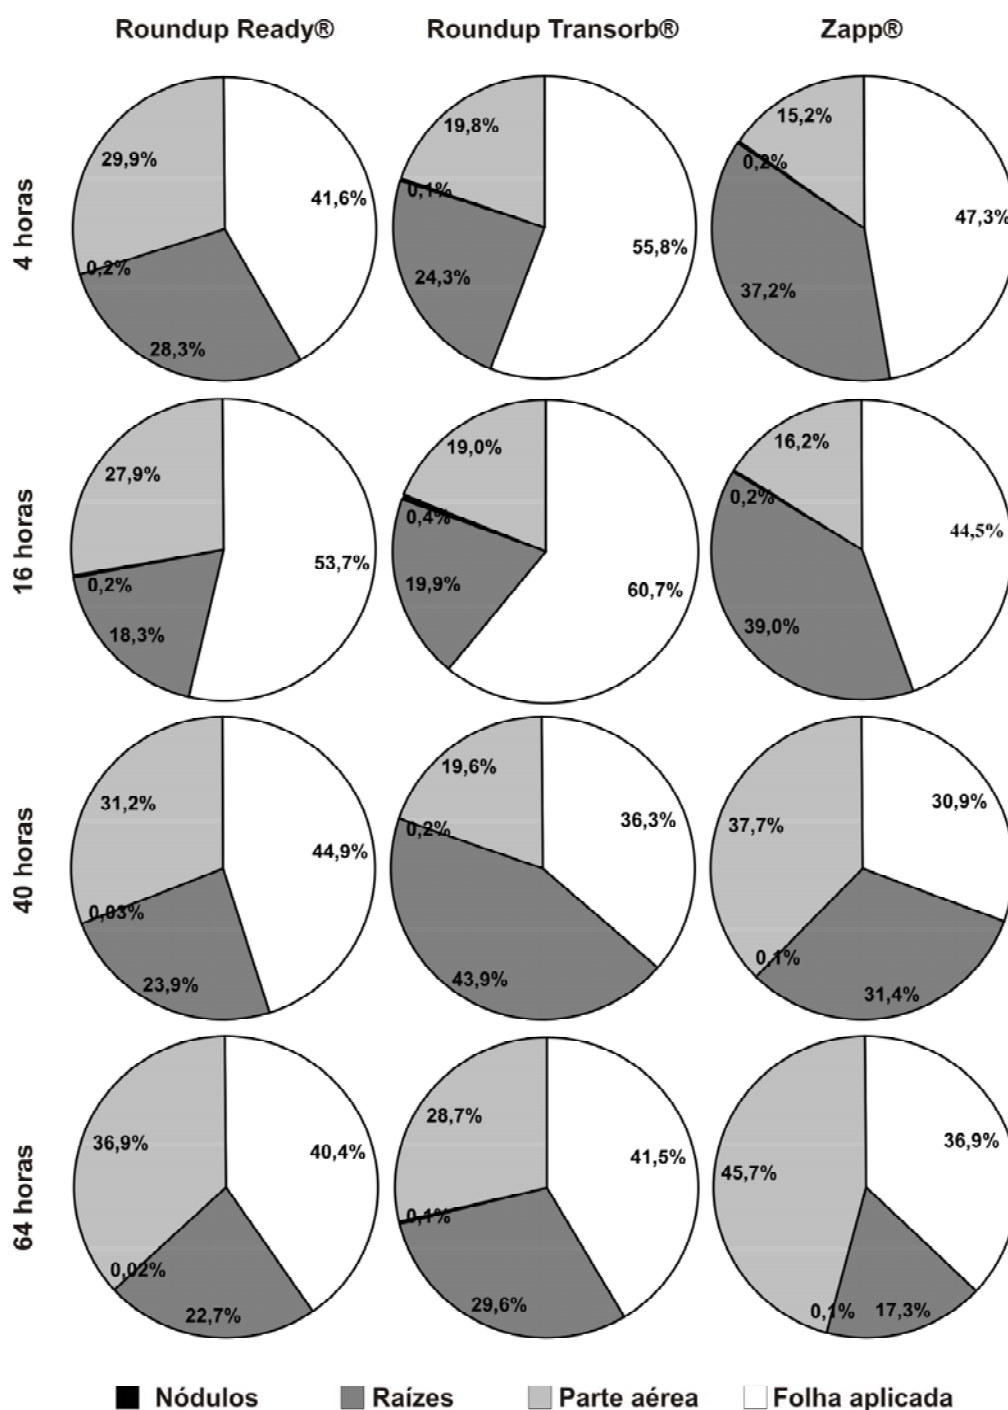 Roundup Ready® Roundup Transorb® Zapp®
4 horas
29,9% 41,6% 0,2% 28,3%
19,8% 0,1% 55,8% 24,3%
15,2% 0,2% 47,3% 37,2%
16 horas
27,9% 53,7% 0,2% 18,3%
19,0% 0,4% 19,9% 60,7%
16,2% 0,2% 44,5% 39,0%
40 horas
31,2% 44,9% 0,03% 23,9%
19,6% 36,3% 0,2% 43,9%
30,9% 37,7% 0,1% 31,4%
64 horas
36,9% 40,4% 0,02% 22,7%
28,7% 41,5% 0,1% 29,6%
36,9% 45,7% 0,1% 17,3%
Nódulos Raízes Parte aérea Folha aplicada